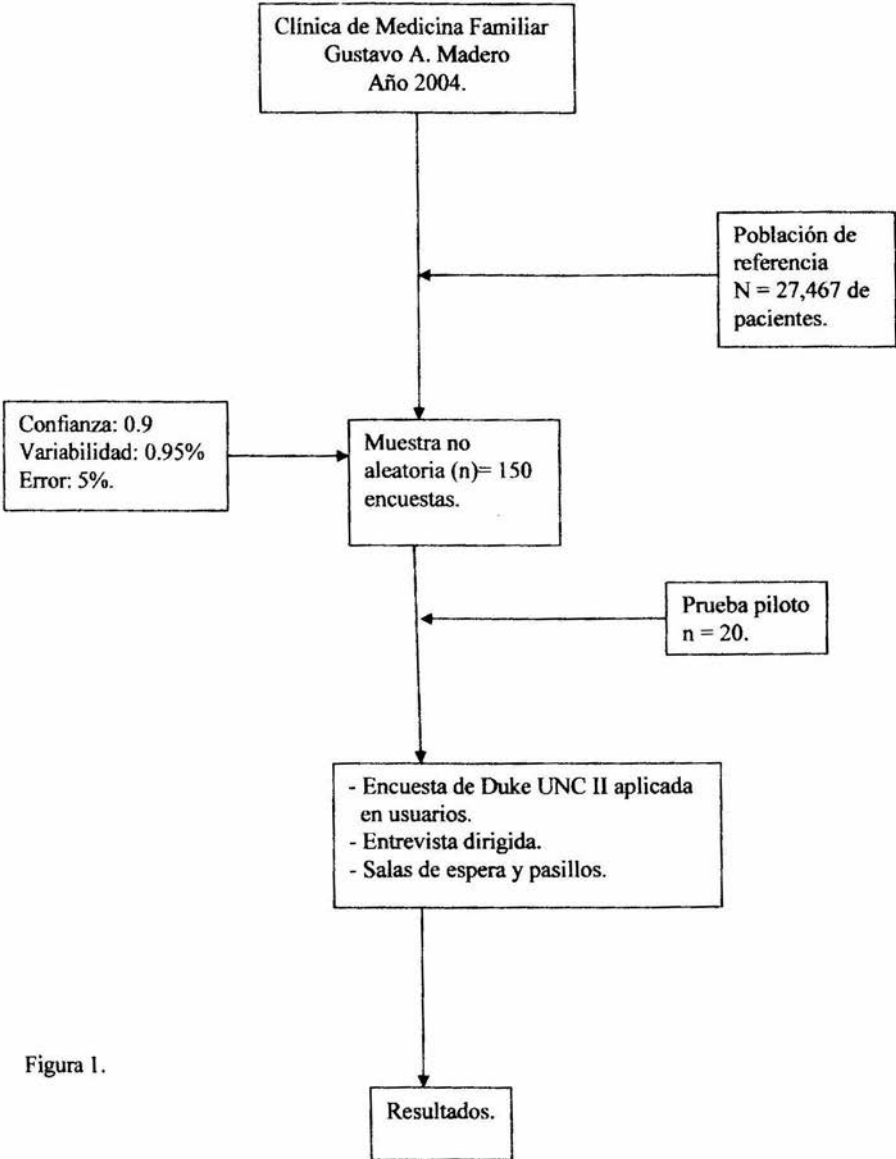 Clínica de Medicina Familiar
Gustavo A. Madero
Año 2004.
Población de
referencia
N = 27,467 de
pacientes.
Confianza: 0.9
Variabilidad: 0.95%
Error: 5%.
Muestra no
aleatoria (n)= 150
encuestas.
Prueba piloto
n = 20.
- Encuesta de Duke UNC II aplicada
en usuarios.
- Entrevista dirigida.
- Salas de espera y pasillos.
Figura 1.
Resultados.